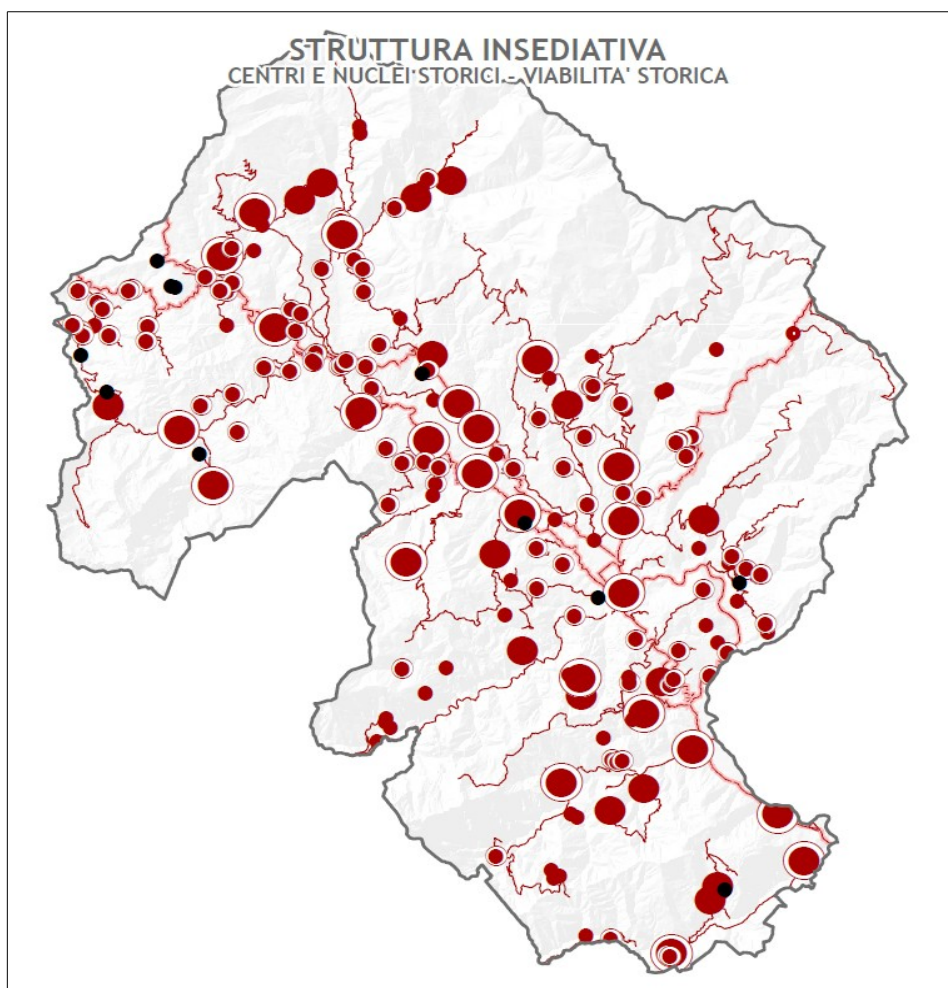 STRUTTURA INSEDIATIVA
CENTRI E NUCLEI STORICI - VIABILITA' STORICA